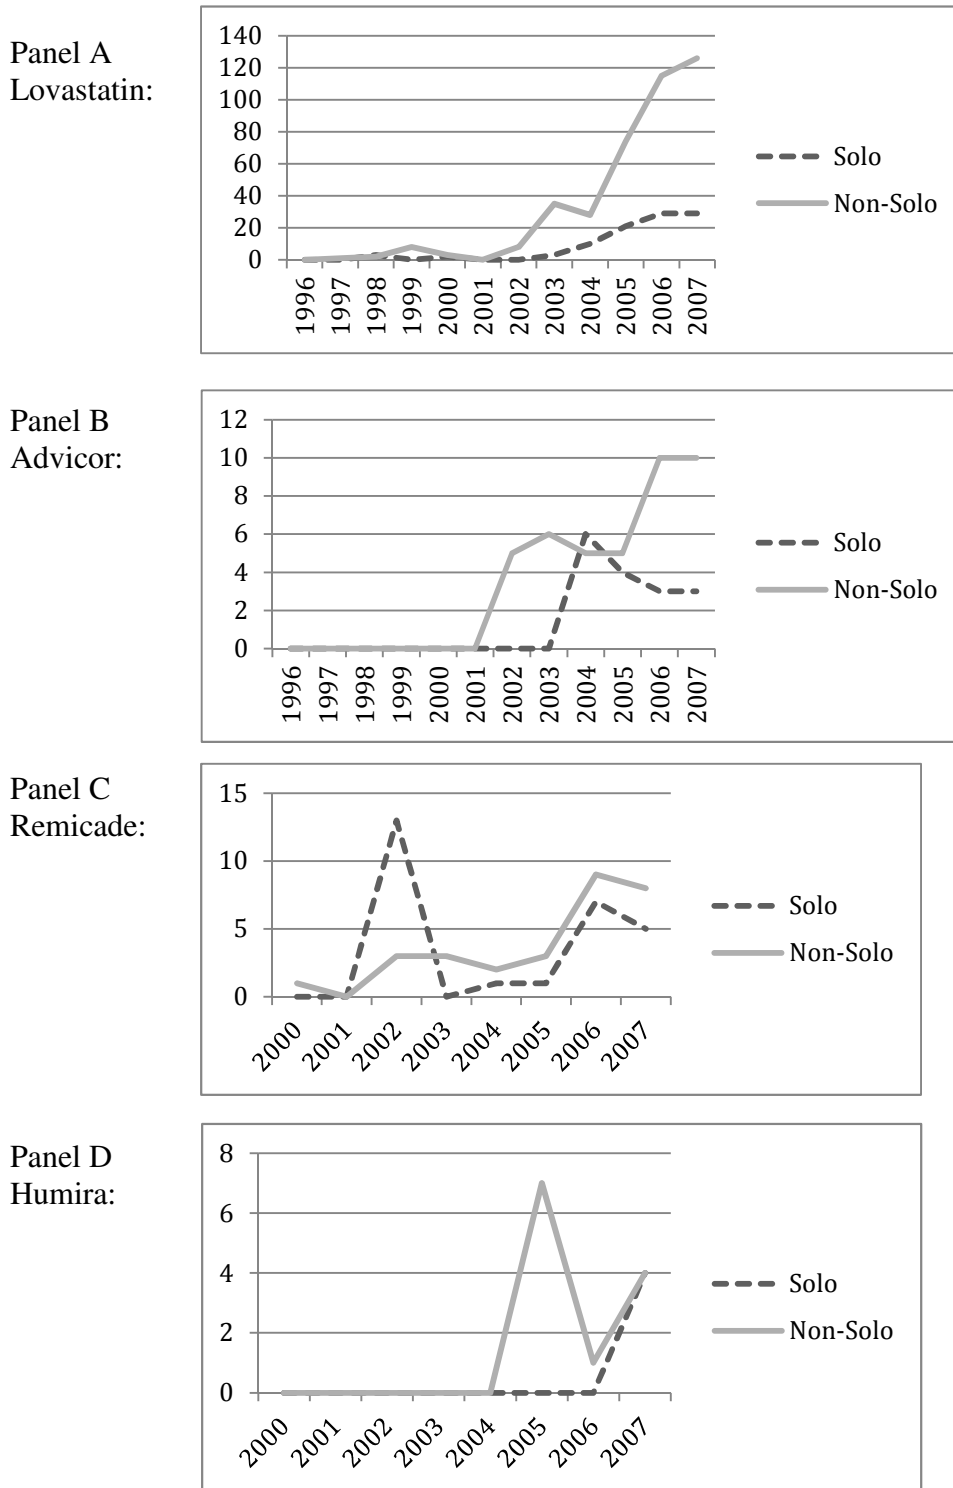 Panel A
Lovastatin:
140
120
100
80
60
40
20
0
1996 1997 1998 1999 2000 2001 2002 2003 2004 2005 2006 2007
Solo
Non-Solo
Panel B
Advicor:
12
10
8
6
4
2
0
1996 1997 1998 1999 2000 2001 2002 2003 2004 2005 2006 2007
Solo
Non-Solo
Panel C
Remicade:
15
10
5
0
2000 2001 2002 2003 2004 2005 2006 2007
Solo
Non-Solo
Panel D
Humira:
8
6
4
2
0
2000 2001 2002 2003 2004 2005 2006 2007
Solo
Non-Solo